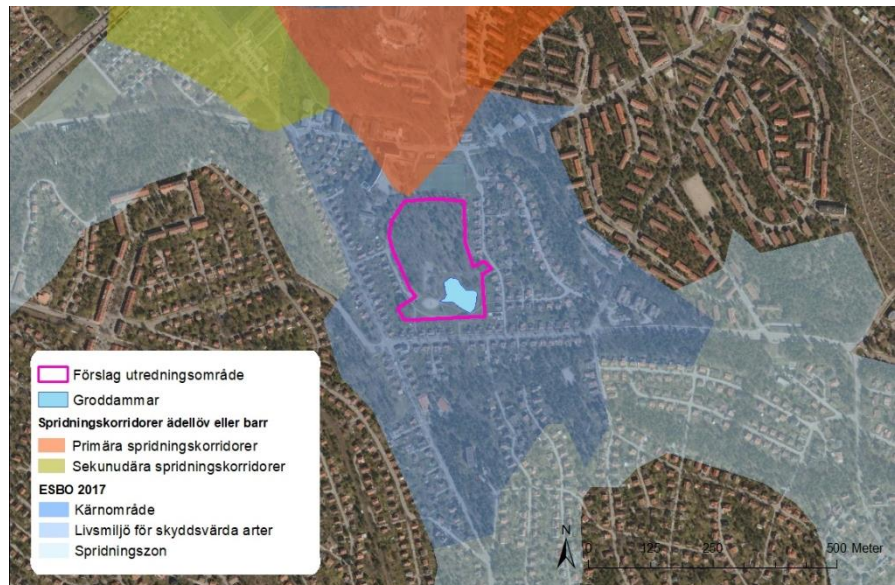 Förslag utredningsområde
Groddammar
Spridningskorridorer ädellöv eller barr
Primära spridningskorridorer
Sekunudära spridningskorridorer
ESBO 2017
Kärnområde
Livsmiljö för skyddsvärda arter
Spridningszon
N
0 125 250 500 Meter